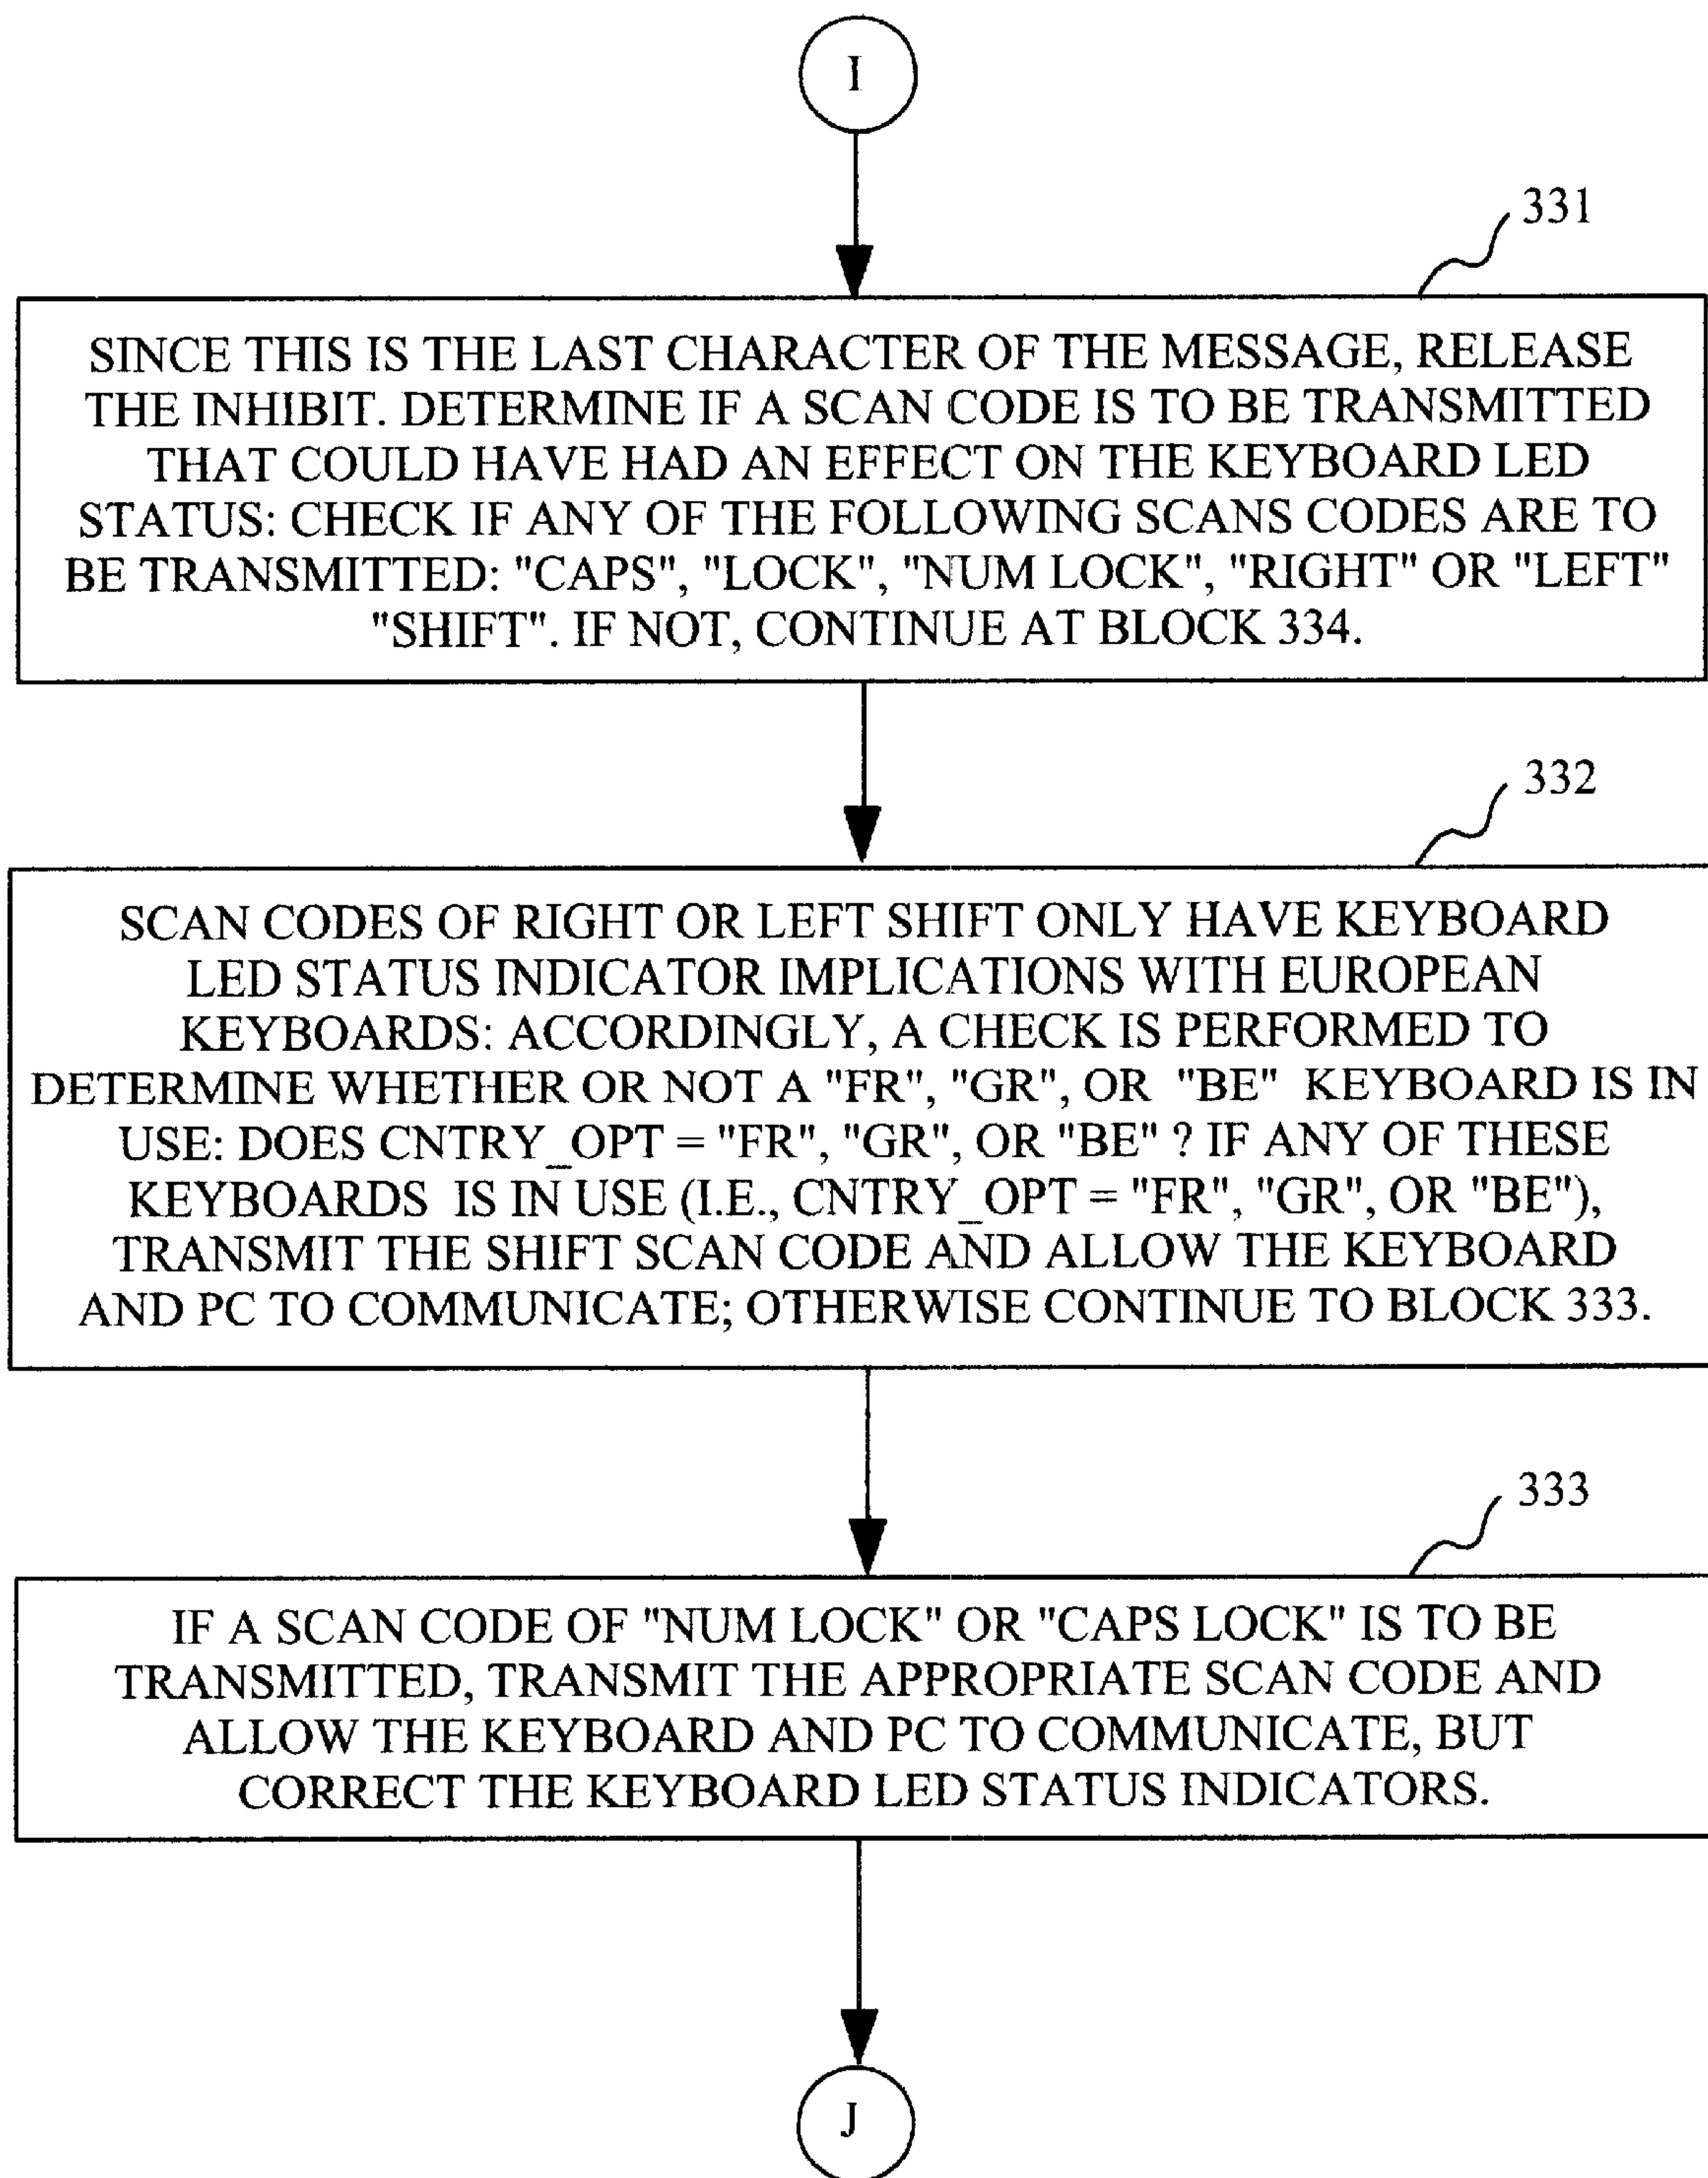 I
331
SINCE THIS IS THE LAST CHARACTER OF THE MESSAGE, RELEASE
THE INHIBIT. DETERMINE IF A SCAN CODE IS TO BE TRANSMITTED
THAT COULD HAVE HAD AN EFFECT ON THE KEYBOARD LED
STATUS: CHECK IF ANY OF THE FOLLOWING SCANS CODES ARE TO
BE TRANSMITTED: "CAPS", "LOCK", "NUM LOCK", "RIGHT" OR "LEFT"
"SHIFT". IF NOT, CONTINUE AT BLOCK 334.
332
SCAN CODES OF RIGHT OR LEFT SHIFT ONLY HAVE KEYBOARD
LED STATUS INDICATOR IMPLICATIONS WITH EUROPEAN
KEYBOARDS: ACCORDINGLY, A CHECK IS PERFORMED TO
DETERMINE WHETHER OR NOT A "FR", "GR", OR "BE" KEYBOARD IS IN
USE: DOES CNTRY_OPT = "FR", "GR", OR "BE" ? IF ANY OF THESE
KEYBOARDS IS IN USE (I.E., CNTRY_OPT = "FR", "GR", OR "BE"),
TRANSMIT THE SHIFT SCAN CODE AND ALLOW THE KEYBOARD
AND PC TO COMMUNICATE; OTHERWISE CONTINUE TO BLOCK 333.
333
IF A SCAN CODE OF "NUM LOCK" OR "CAPS LOCK" IS TO BE
TRANSMITTED, TRANSMIT THE APPROPRIATE SCAN CODE AND
ALLOW THE KEYBOARD AND PC TO COMMUNICATE, BUT
CORRECT THE KEYBOARD LED STATUS INDICATORS.
J